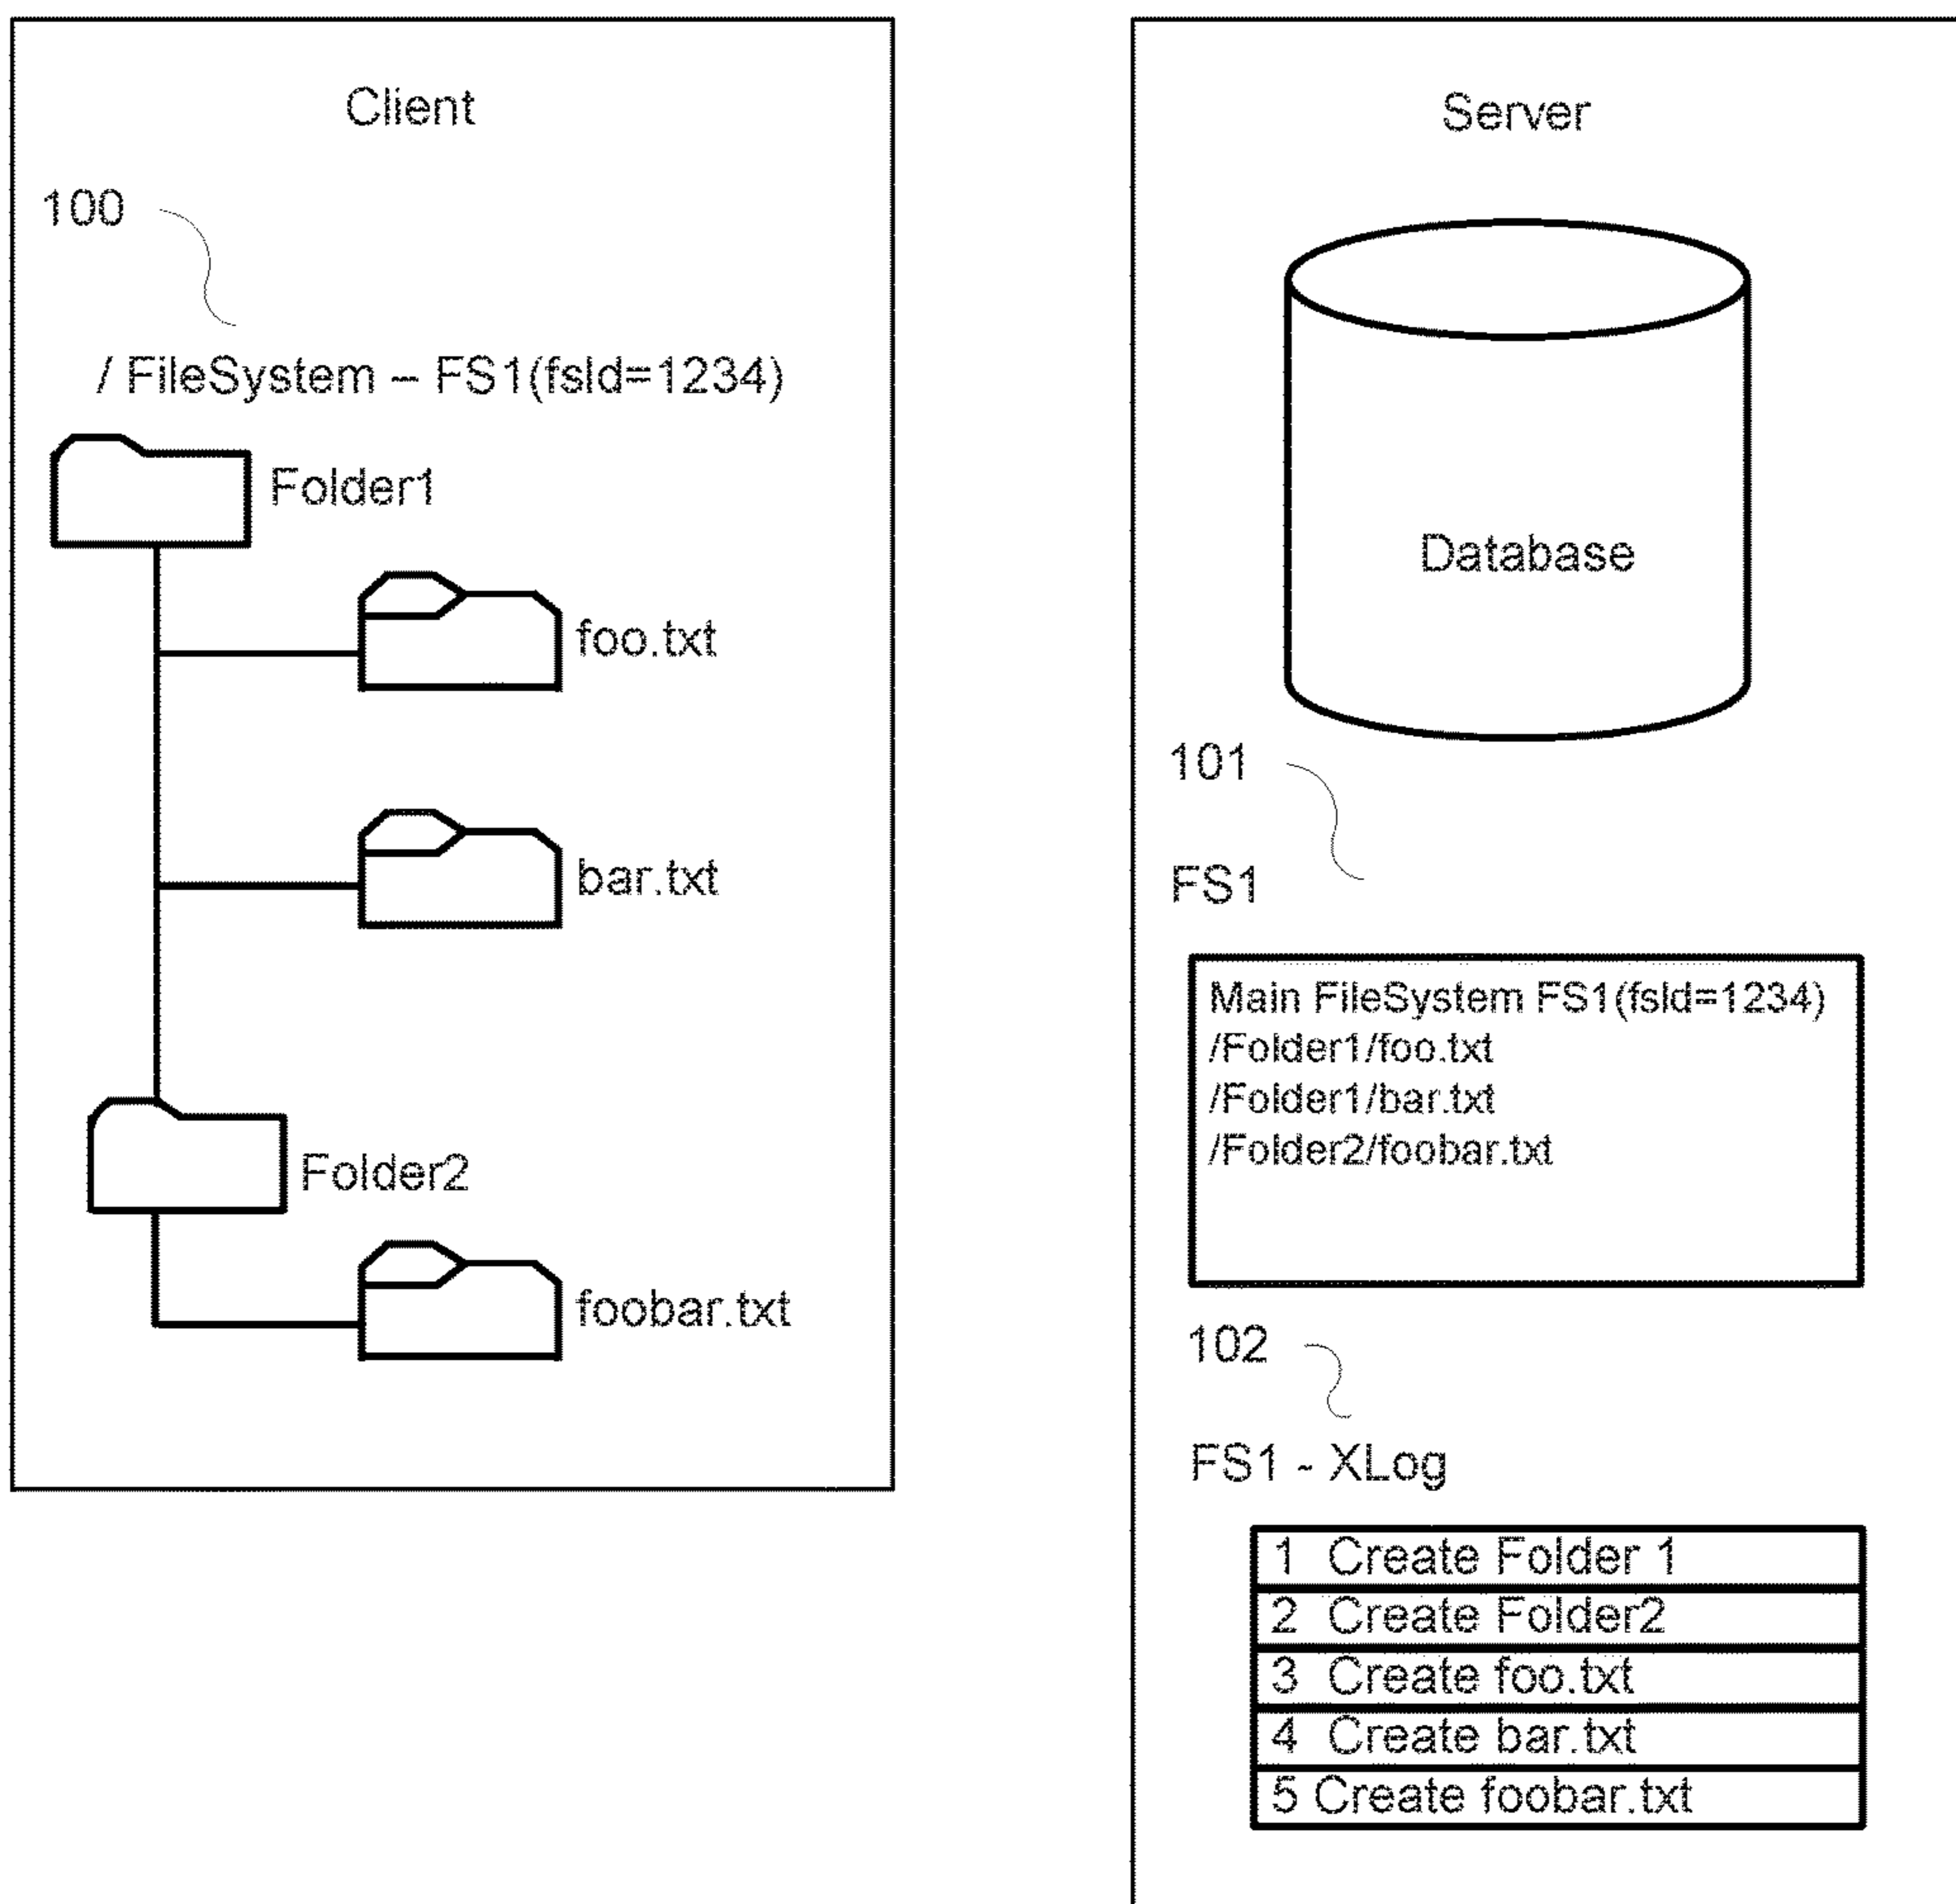 Client
100
/ FileSystem – FS1(fsId=1234)
Folder1
foo.txt
bar.txt
Folder2
foobar.txt
Server
Database
101
FS1
Main FileSystem FS1(fsId=1234)
/Folder1/foo.txt
/Folder1/bar.txt
/Folder2/foobar.txt
102
FS1 - XLog
1 Create Folder 1
2 Create Folder2
3 Create foo.txt
4 Create bar.txt
5 Create foobar.txt